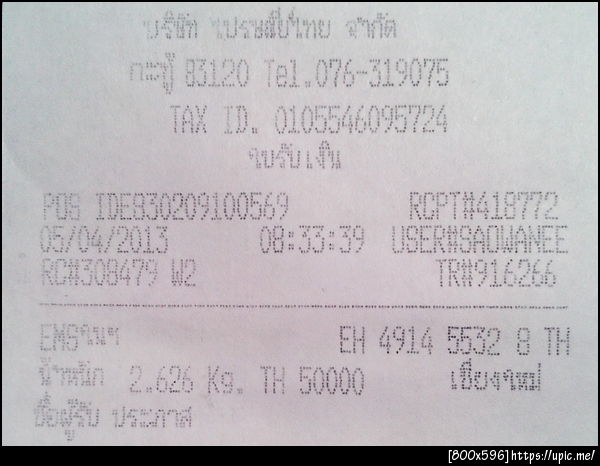 บริษัท ไปรษณีย์ไทย จำกัด
กะทู้ 83120 Tel.076-319075
TAX ID. 0105546095724
ใบรับเงิน
POS IDE830209100569 RCPT#418772
05/04/2013 08:33:39 USER#SAOWANEE
RC#308479 W2 TR#916266
EMSในฯ EH 4914 5532 8 TH
น้ำหนัก 2.626 Kg. TH 50000 เชียงใหม่
ชื่อผู้รับ ประกาศ
[800x596]https://upic.me/